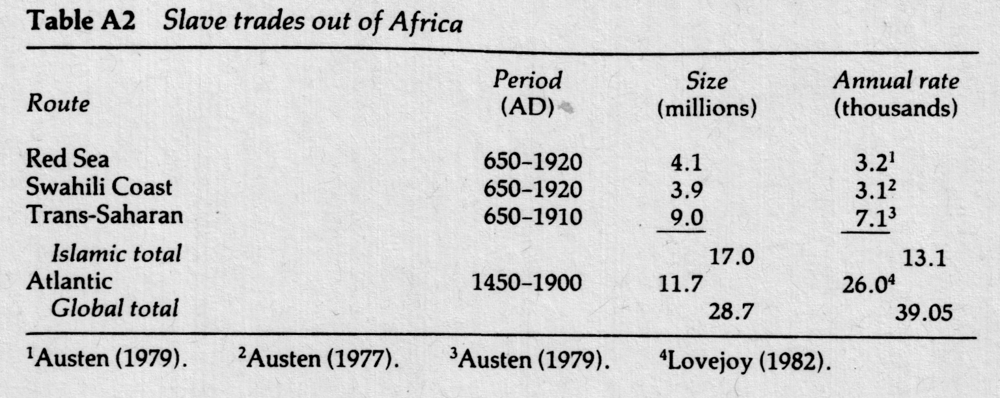 Table A2 Slave trades out of Africa
Period Size Annual rate
Route (AD) (millions) (thousands)
Red Sea 650–1920 4.1 3.2¹
Swahili Coast 650–1920 3.9 3.1²
Trans-Saharan 650–1910 9.0 7.1³
Islamic total 17.0 13.1
Atlantic 1450–1900 11.7 26.0⁴
Global total 28.7 39.05
¹Austen (1979). ²Austen (1977). ³Austen (1979). ⁴Lovejoy (1982).